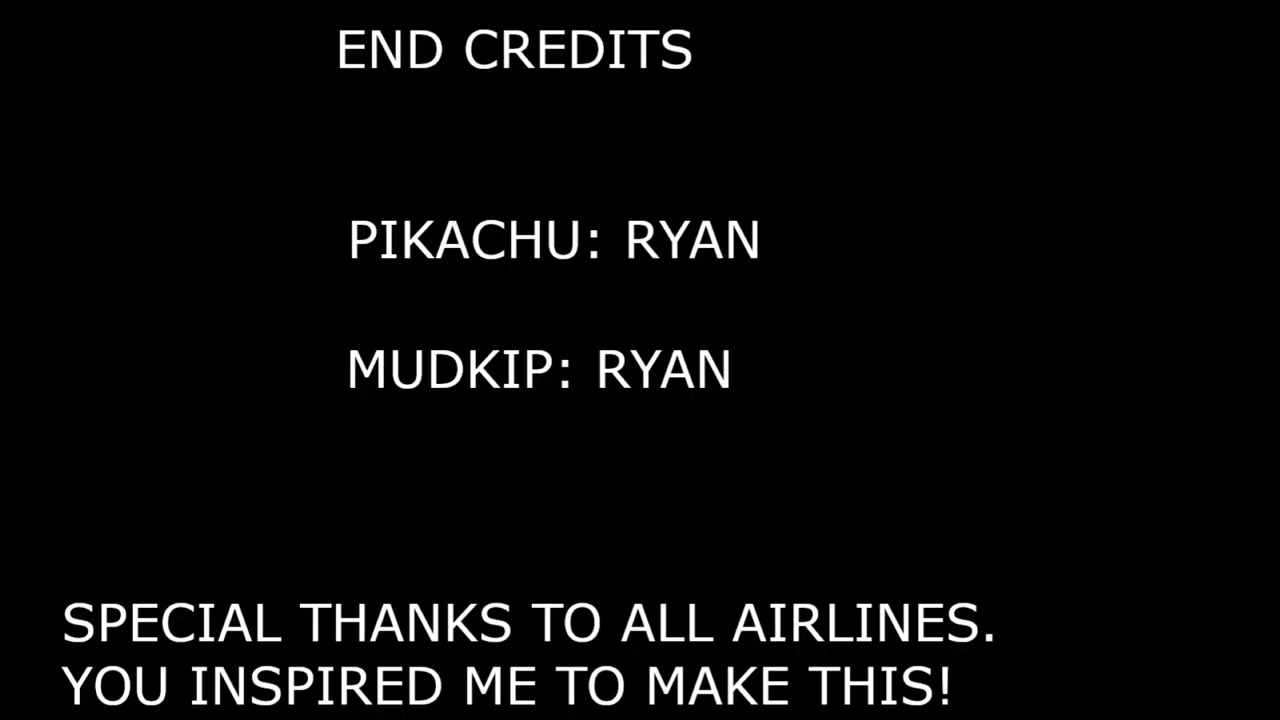 END CREDITS
PIKACHU: RYAN
MUDKIP: RYAN
SPECIAL THANKS TO ALL AIRLINES.
YOU INSPIRED ME TO MAKE THIS!